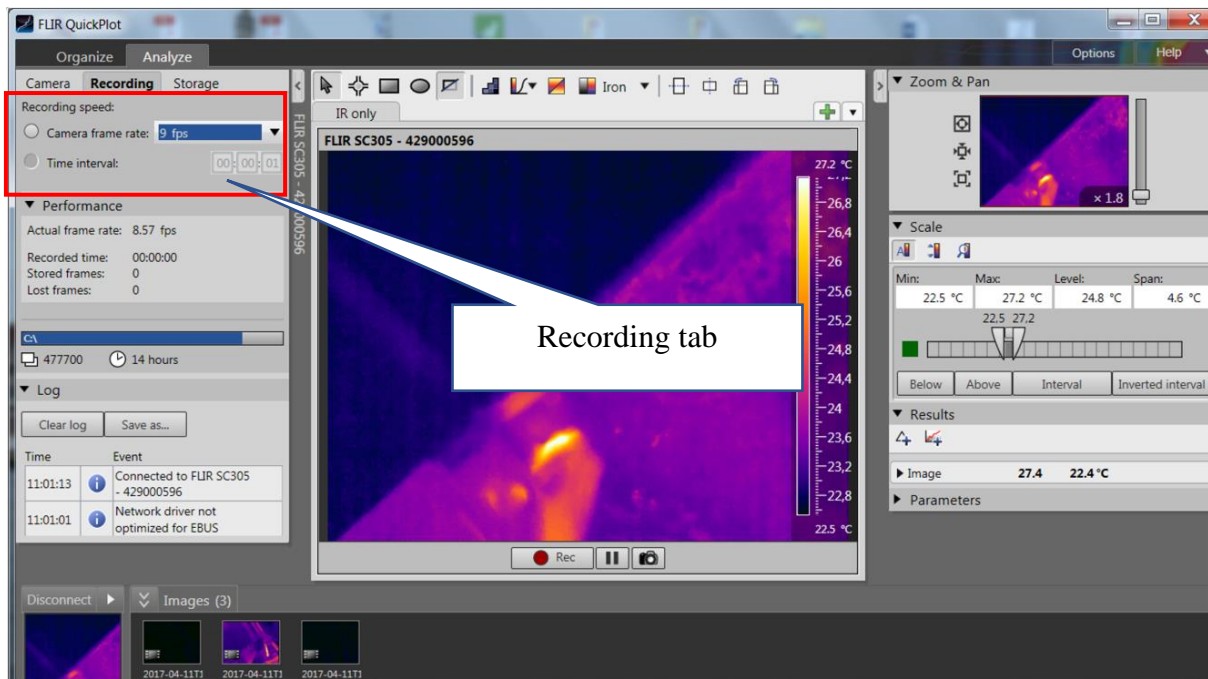 FLIR QuickPlot
Organize Analyze
Options Help
Camera Recording Storage
Recording speed:
Camera frame rate: 9 fps
Time interval: 00:00:01
Performance
Actual frame rate: 8.57 fps
Recorded time: 00:00:00
Stored frames: 0
Lost frames: 0
C:\
477700 14 hours
Log
Clear log Save as...
Time Event
11:01:13 Connected to FLIR SC305
- 429000596
11:01:01 Network driver not
optimized for EBUS
FLIR SC305 - 429000596
Iron
IR only
FLIR SC305 - 429000596
27.2 °C
27,2
26,8
26,4
26
25,6
25,2
24,8
24,4
24
23,6
23,2
22,8
22.5 °C
Recording tab
Rec
Zoom & Pan
× 1.8
Scale
Min: Max: Level: Span:
22.5 °C 27.2 °C 24.8 °C 4.6 °C
22.5 27.2
Below Above Interval Inverted interval
Results
Image 27.4 22.4 °C
Parameters
Disconnect Images (3)
2017-04-11T1 2017-04-11T1 2017-04-11T1